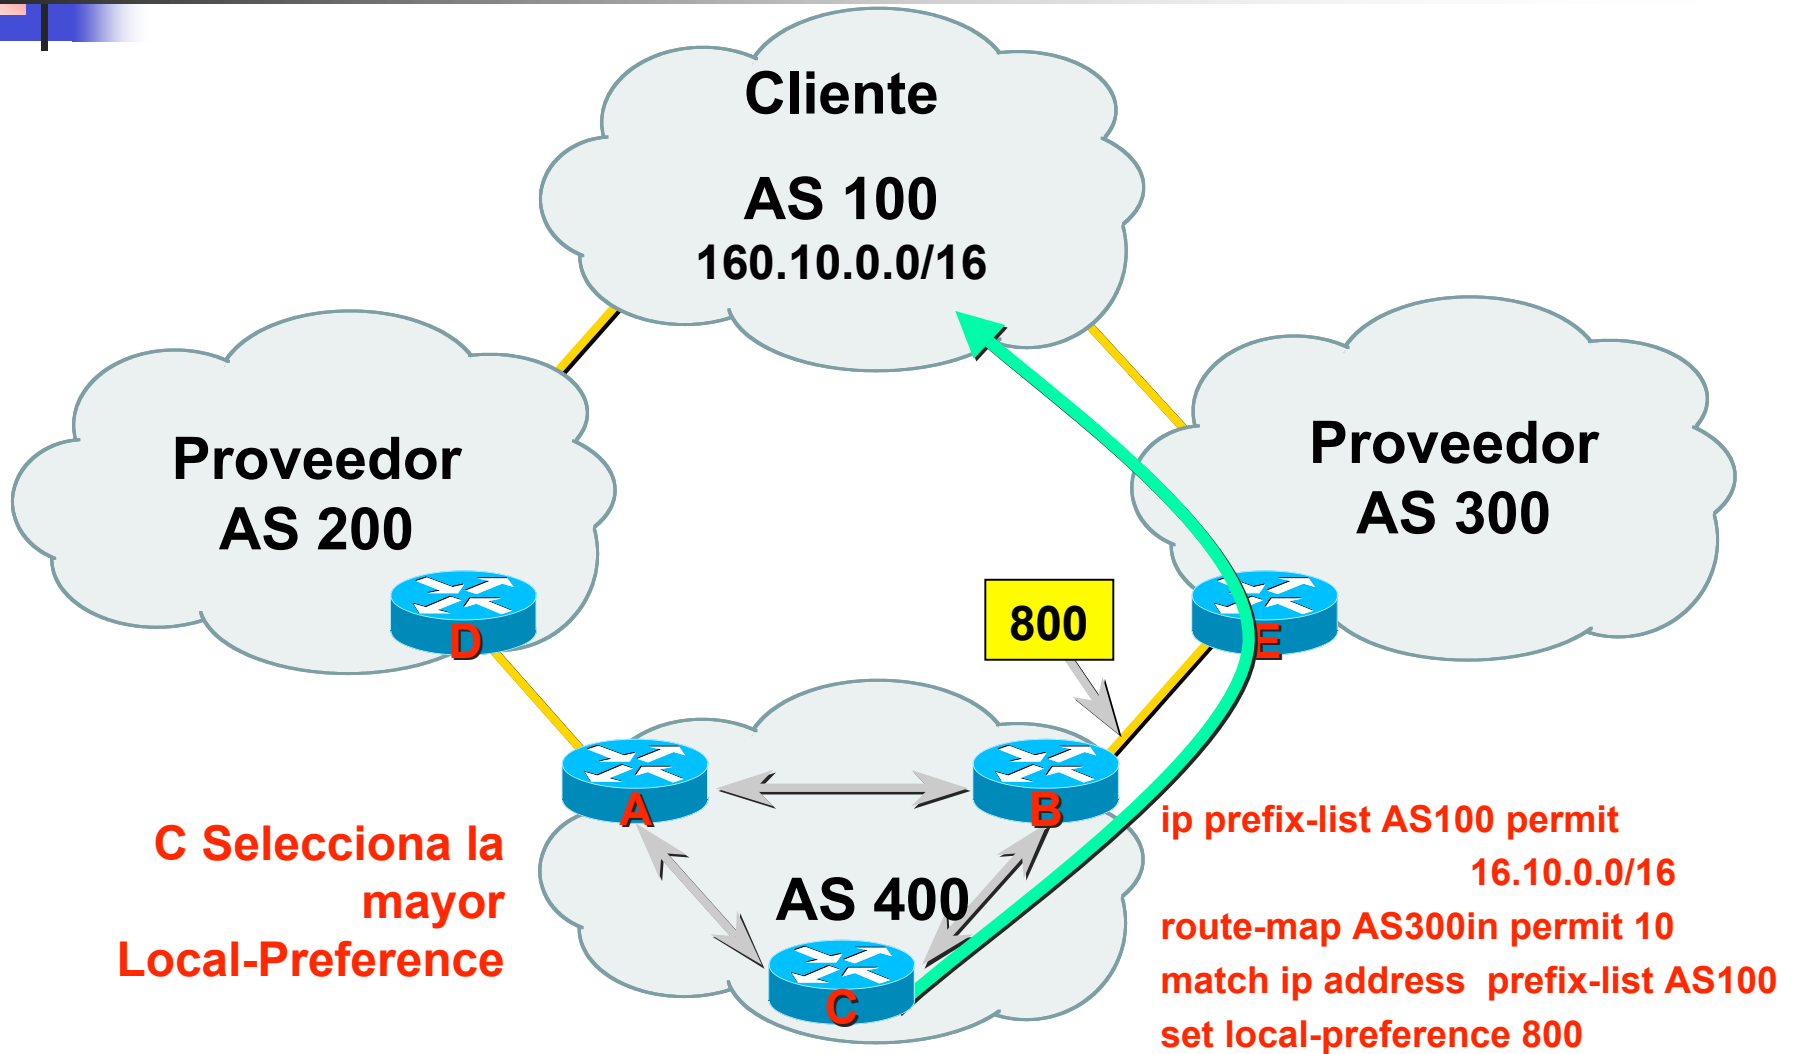 Cliente
AS 100
160.10.0.0/16
Proveedor
AS 200
Proveedor
AS 300
D
800
E
A
B
C Selecciona la
mayor
Local-Preference
AS 400
C
ip prefix-list AS100 permit
16.10.0.0/16
route-map AS300in permit 10
match ip address prefix-list AS100
set local-preference 800